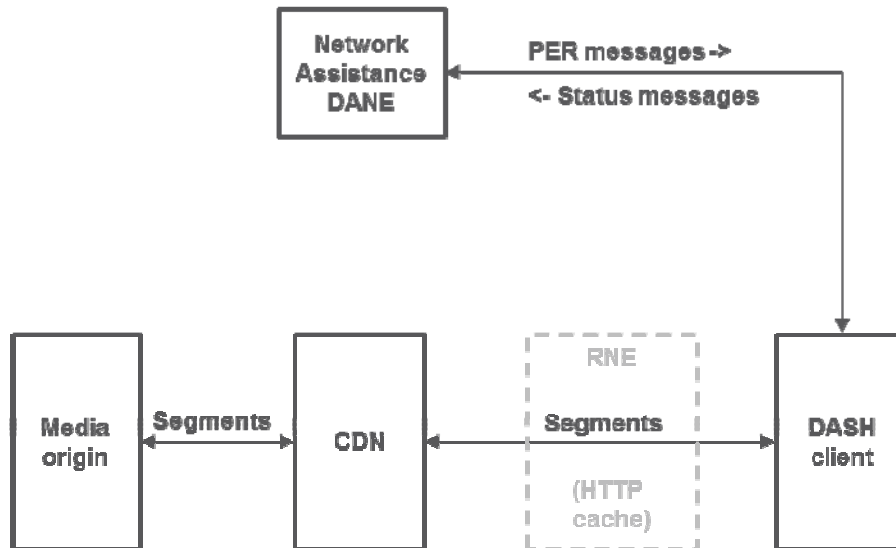 Network
Assistance
DANE
PER messages ->
<- Status messages
Media
origin
Segments
CDN
RNE
Segments
(HTTP
cache)
DASH
client